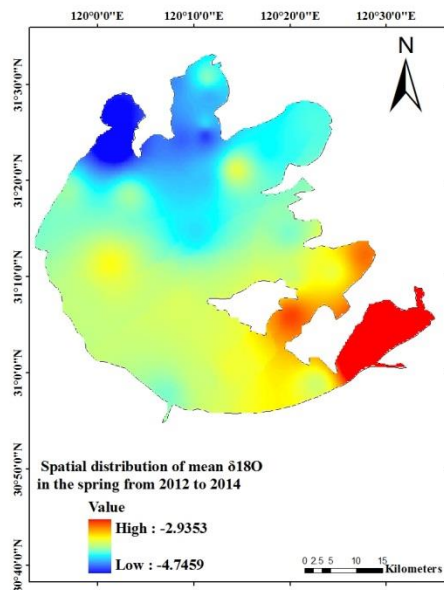 120°0'0"E 120°10'0"E 120°20'0"E 120°30'0"E
N
31°30'0"N
31°20'0"N
31°10'0"N
31°0'0"N
30°50'0"N
30°40'0"N
Spatial distribution of mean δ18O
in the spring from 2012 to 2014
Value
High : -2.9353
Low : -4.7459
0 2.5 5 10 15
Kilometers